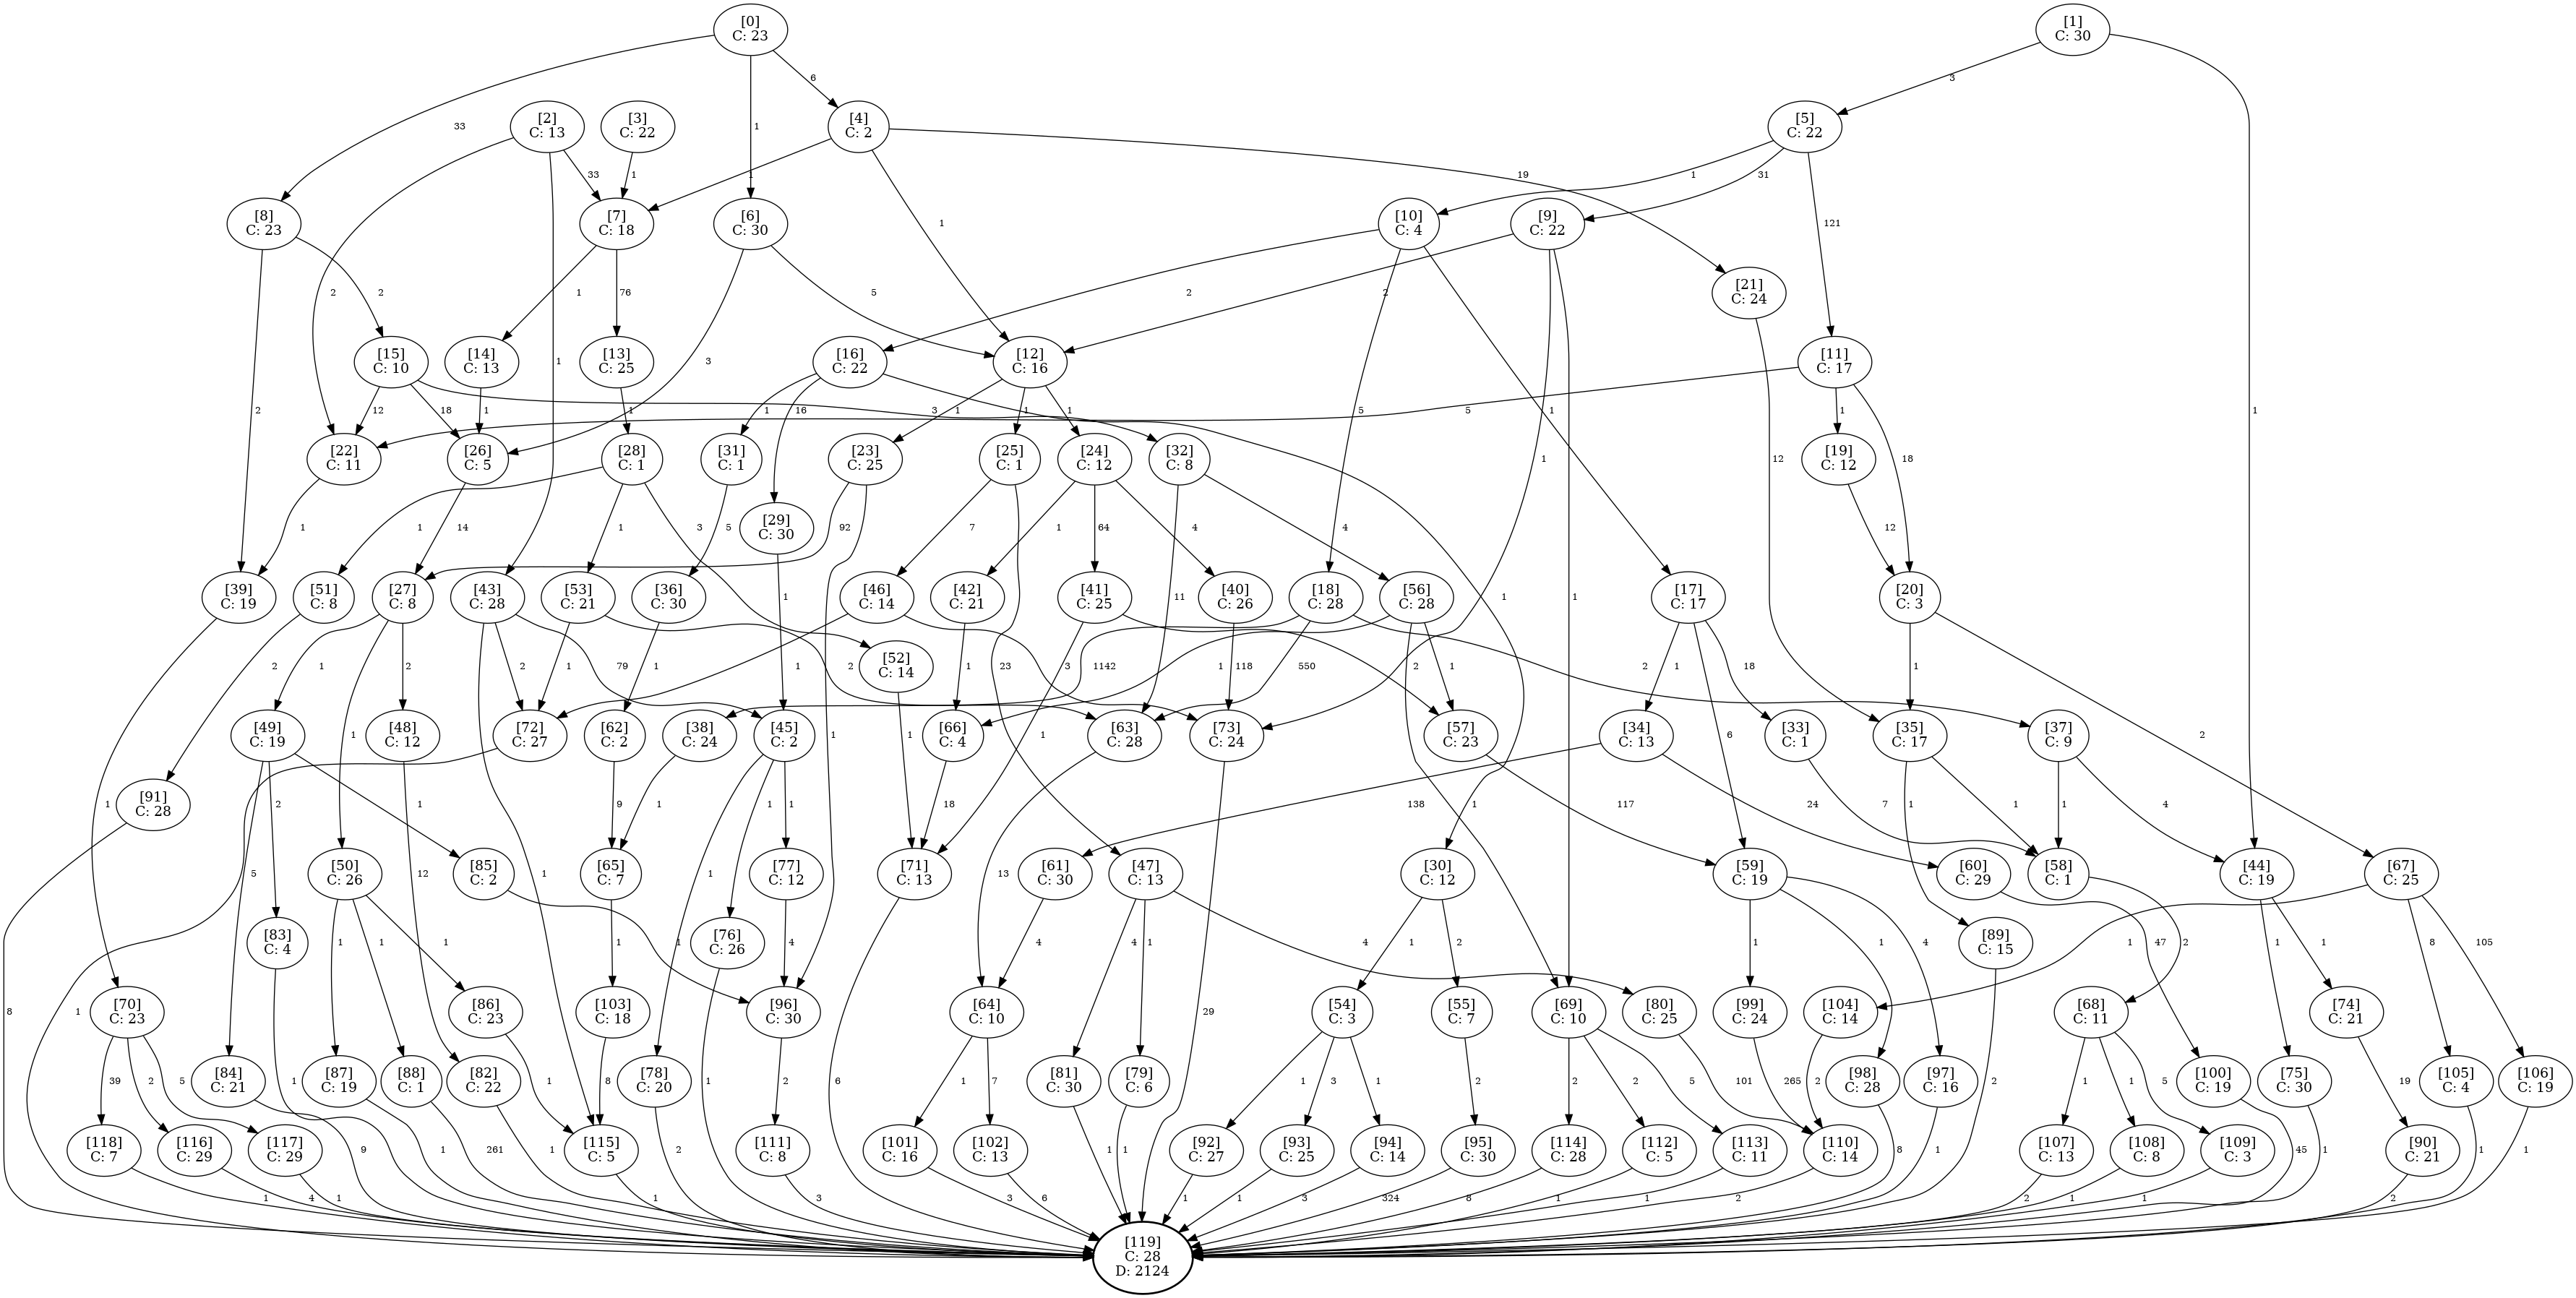 [0]
C: 23
[1]
C: 30
6
3
33
1
[2]
C: 13
[3]
C: 22
[4]
C: 2
[5]
C: 22
33
1
1
19
1
31
[8]
C: 23
[7]
C: 18
[6]
C: 30
[10]
C: 4
[9]
C: 22
1
121
2
2
1
76
5
2
2
[21]
C: 24
[15]
C: 10
[14]
C: 13
1
[13]
C: 25
3
[16]
C: 22
[12]
C: 16
[11]
C: 17
1
2
12
18
1
3
1
1
16
1
1
1
5
5
1
1
[22]
C: 11
[26]
C: 5
[28]
C: 1
[31]
C: 1
[23]
C: 25
[25]
C: 1
[24]
C: 12
[32]
C: 8
1
12
[19]
C: 12
18
1
14
1
1
3
5
[29]
C: 30
92
7
1
64
4
4
12
[39]
C: 19
[51]
C: 8
[27]
C: 8
[43]
C: 28
[53]
C: 21
[36]
C: 30
1
[46]
C: 14
[42]
C: 21
[41]
C: 25
[40]
C: 26
11
[18]
C: 28
[56]
C: 28
1
[17]
C: 17
[20]
C: 3
2
1
2
2
1
79
1
2
[52]
C: 14
1
23
1
3
1142
118
1
550
2
1
2
1
18
1
4
2
[49]
C: 19
[48]
C: 12
[72]
C: 27
[62]
C: 2
[38]
C: 24
[45]
C: 2
1
1
[66]
C: 4
[63]
C: 28
[73]
C: 24
[57]
C: 23
[34]
C: 13
6
[33]
C: 1
[35]
C: 17
[37]
C: 9
1
[91]
C: 28
1
2
1
9
1
1
1
18
1
138
117
24
7
1
1
1
4
5
[50]
C: 26
12
[85]
C: 2
1
[65]
C: 7
1
[77]
C: 12
[71]
C: 13
13
[61]
C: 30
[47]
C: 13
[30]
C: 12
1
[59]
C: 19
[60]
C: 29
[58]
C: 1
[44]
C: 19
[67]
C: 25
[83]
C: 4
1
1
1
1
1
[76]
C: 26
4
4
4
1
4
1
2
1
1
4
47
[89]
C: 15
2
1
1
1
8
105
8
1
[70]
C: 23
[86]
C: 23
[103]
C: 18
[96]
C: 30
[64]
C: 10
29
[54]
C: 3
[55]
C: 7
[69]
C: 10
[80]
C: 25
[99]
C: 24
[104]
C: 14
[68]
C: 11
[74]
C: 21
39
2
5
[84]
C: 21
1
[87]
C: 19
[88]
C: 1
[82]
C: 22
1
8
[78]
C: 20
1
2
6
1
7
[81]
C: 30
[79]
C: 6
1
3
1
2
2
2
5
101
265
2
[98]
C: 28
[97]
C: 16
2
1
1
5
[100]
C: 19
[75]
C: 30
19
[105]
C: 4
[106]
C: 19
[118]
C: 7
[116]
C: 29
[117]
C: 29
9
1
261
1
[115]
C: 5
2
[111]
C: 8
[101]
C: 16
[102]
C: 13
1
1
[92]
C: 27
[93]
C: 25
[94]
C: 14
[95]
C: 30
[114]
C: 28
[112]
C: 5
[113]
C: 11
[110]
C: 14
8
1
[107]
C: 13
[108]
C: 8
[109]
C: 3
45
1
[90]
C: 21
1
1
1
4
1
1
3
3
6
1
1
3
324
8
1
1
2
2
1
1
2
[119]
C: 28
D: 2124